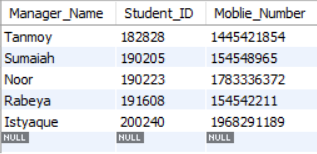 Manager_Name Student_ID Moblie_Number
Tanmoy 182828 1445421854
Sumaiah 190205 154548965
Noor 190223 1783336372
Rabeya 191608 154542211
Istyaque 200240 1968291189
NULL NULL NULL